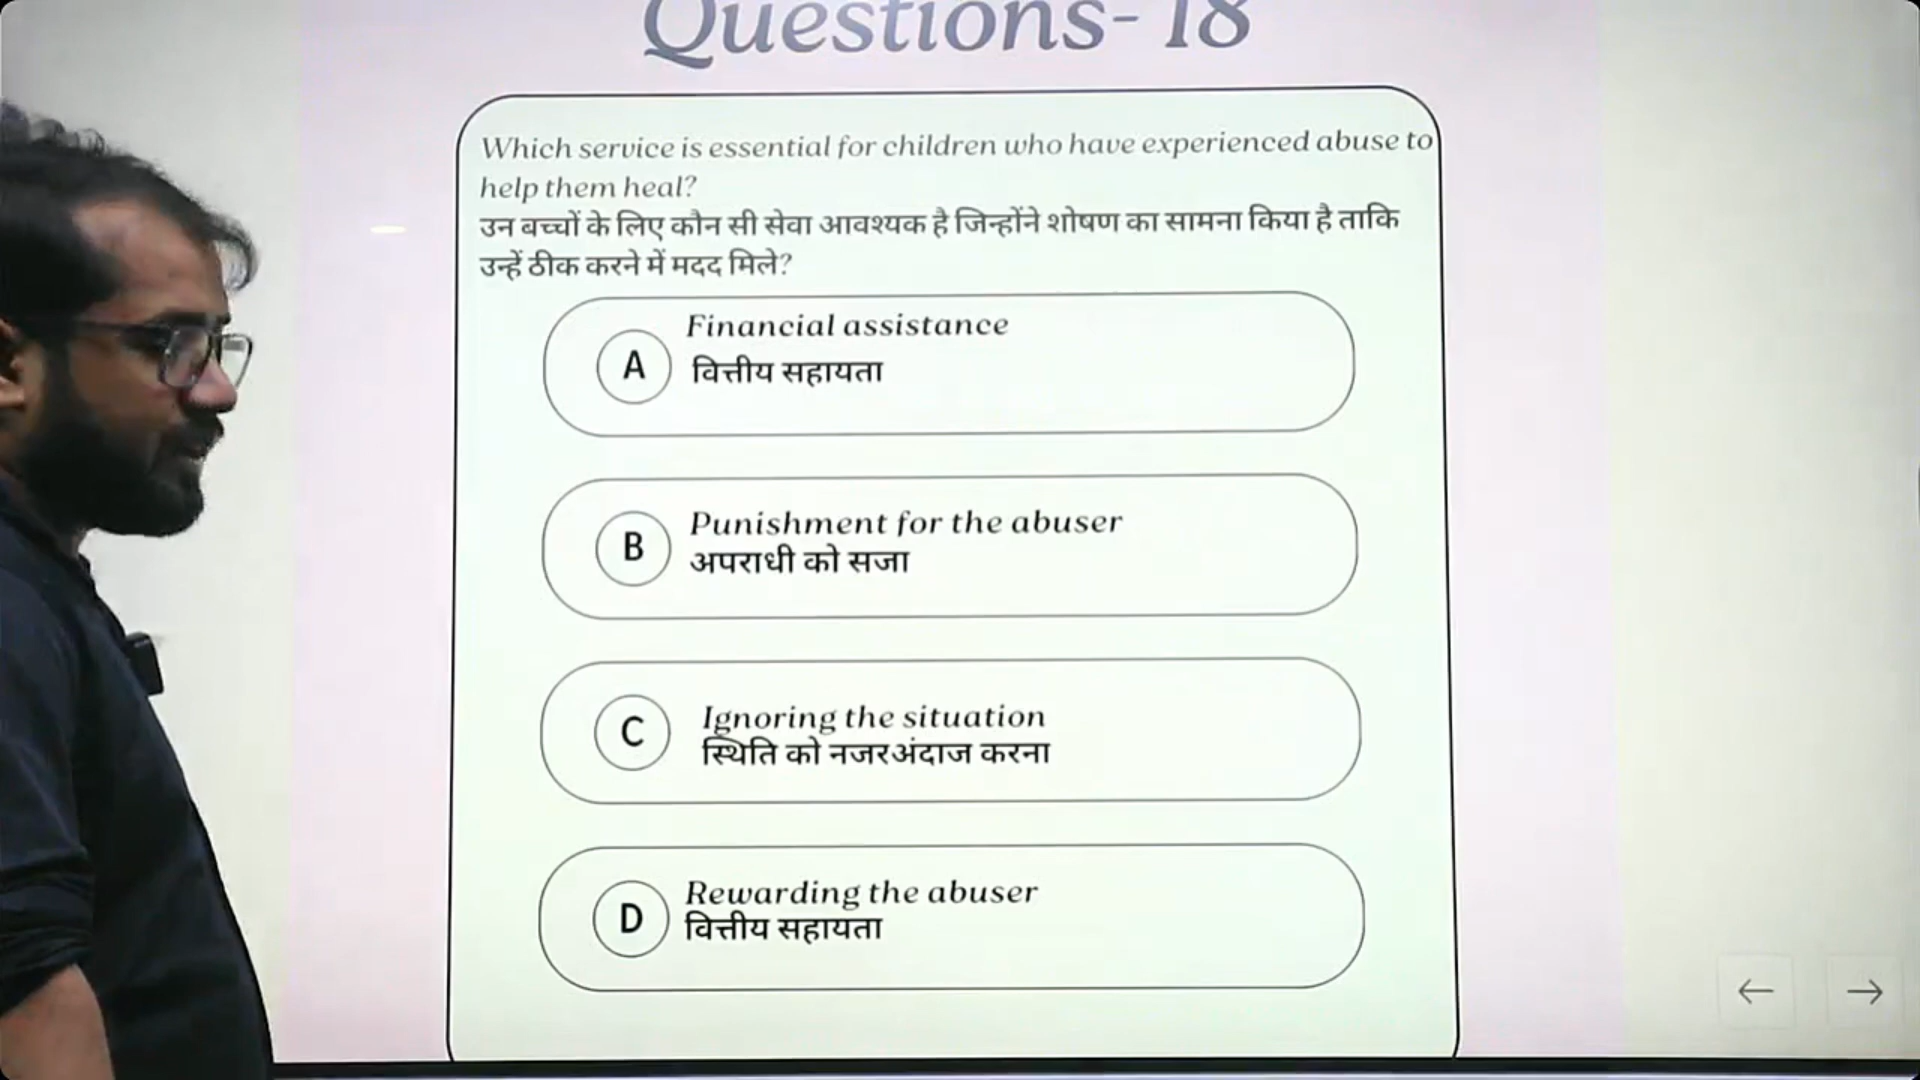 Questions- 18
Which service is essential for children who have experienced abuse to
help them heal?
उन बच्चों के लिए कौन सी सेवा आवश्यक है जिन्होंने शोषण का सामना किया है ताकि
उन्हें ठीक करने में मदद मिले?
A
Financial assistance
वित्तीय सहायता
B
Punishment for the abuser
अपराधी को सजा
C
Ignoring the situation
स्थिति को नजरअंदाज करना
D
Rewarding the abuser
वित्तीय सहायता